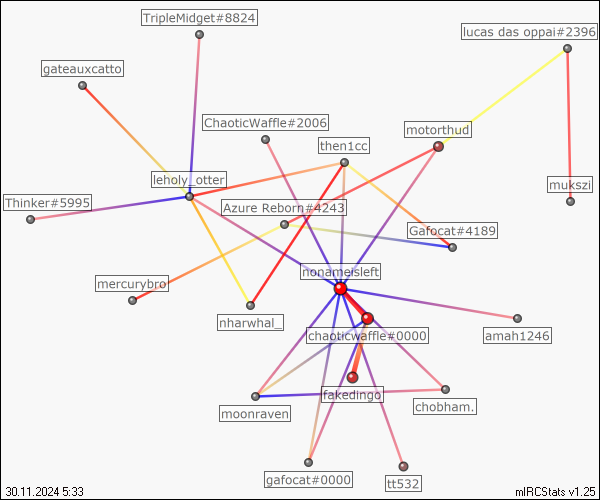 TripleMidget#8824
lucas das oppai#2396
gateauxcatto
ChaoticWaffle#2006
motorthud
then1cc
leholy_otter
mukszi
Thinker#5995
Azure Reborn#4243
Gafocat#4189
nonameisleft
mercurybro
nharwhal_
chaoticwaffle#0000
amah1246
fakedingo
moonraven
chobham.
gafocat#0000
tt532
30.11.2024 5:33
mIRCStats v1.25